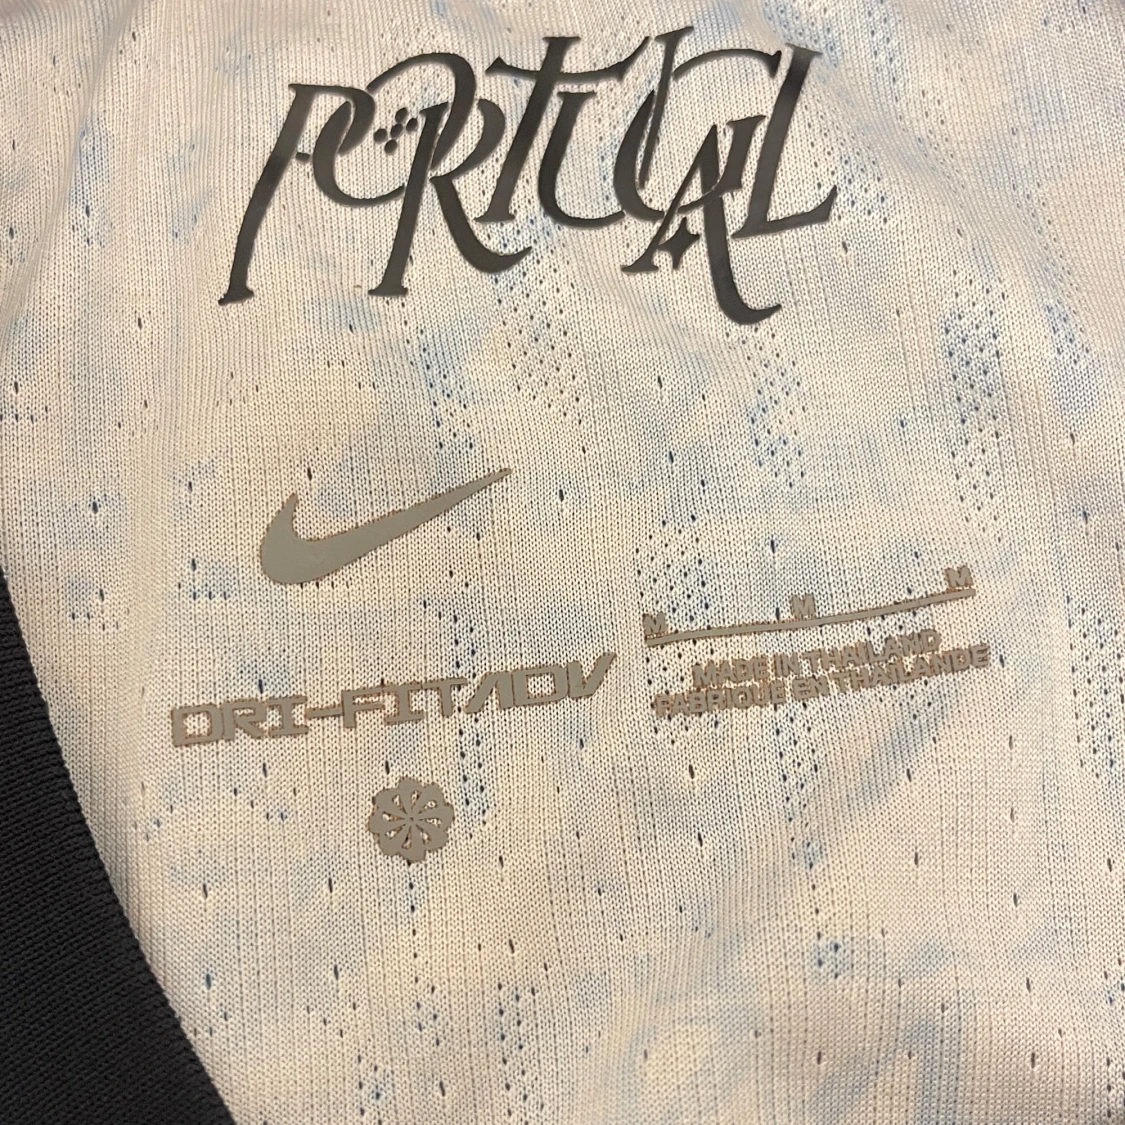 PORTUGAL
M M M
DRI-FIT ADV
MADE IN THAILAND
FABRIQUÉ EN THAÏLANDE